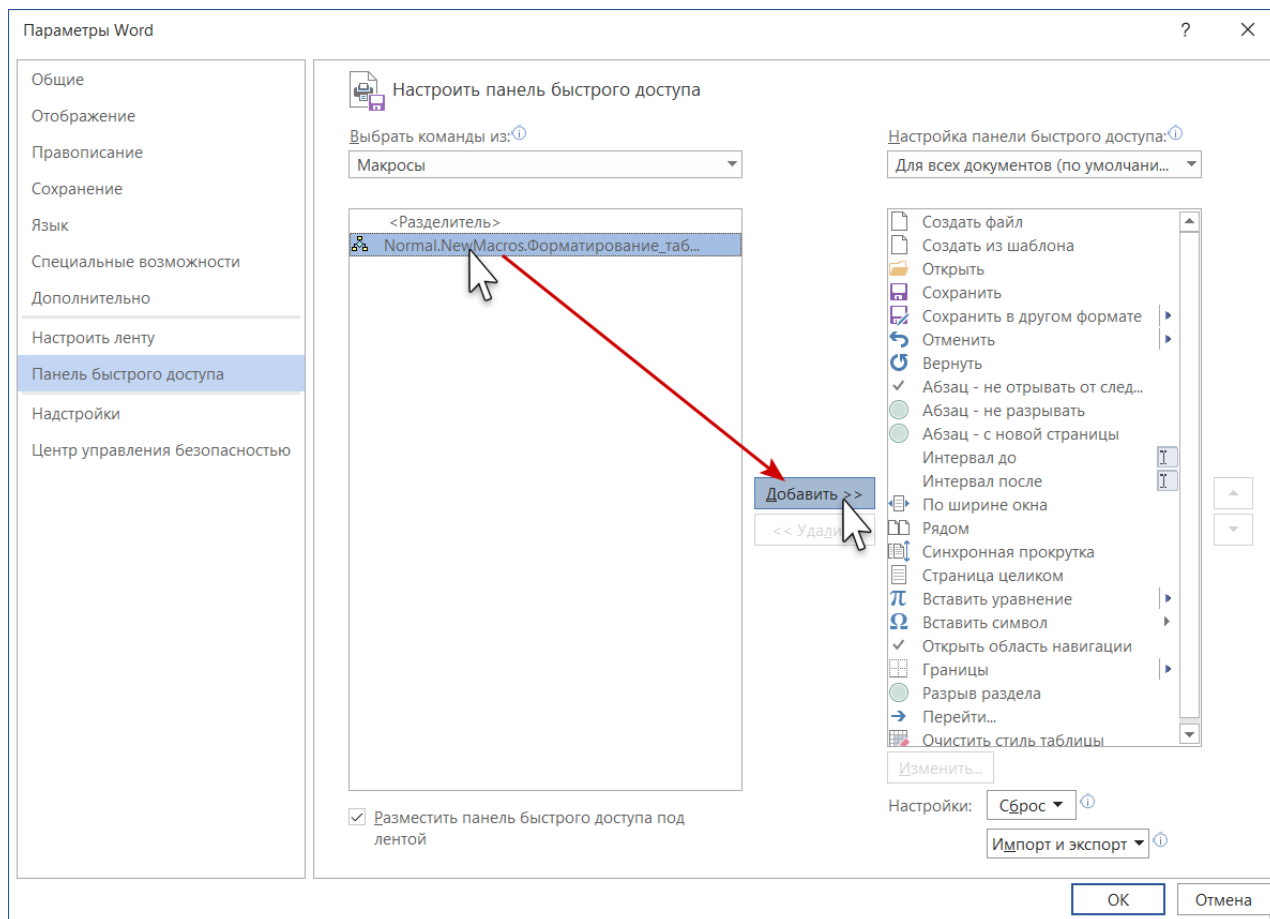 Параметры Word
?
Общие
Отображение
Правописание
Сохранение
Язык
Специальные возможности
Дополнительно
Настроить ленту
Панель быстрого доступа
Надстройки
Центр управления безопасностью
Настроить панель быстрого доступа
Выбрать команды из:
Макросы
<Разделитель>
Normal.NewMacros.Форматирование_таб...
Разместить панель быстрого доступа под
лентой
Добавить >>
<<
Настройка панели быстрого доступа:
Для всех документов (по умолчани...
Создать файл
Создать из шаблона
Открыть
Сохранить
Сохранить в другом формате
Отменить
Вернуть
Абзац - не отрывать от след...
Абзац - не разрывать
Абзац - с новой страницы
Интервал до
Интервал после
По ширине окна
Рядом
Синхронная прокрутка
Страница целиком
Вставить уравнение
Вставить символ
Открыть область навигации
Границы
Разрыв раздела
Перейти...
Очистить стиль таблицы
Изменить...
Настройки:
Сброс
Импорт и экспорт
ОК
Отмена